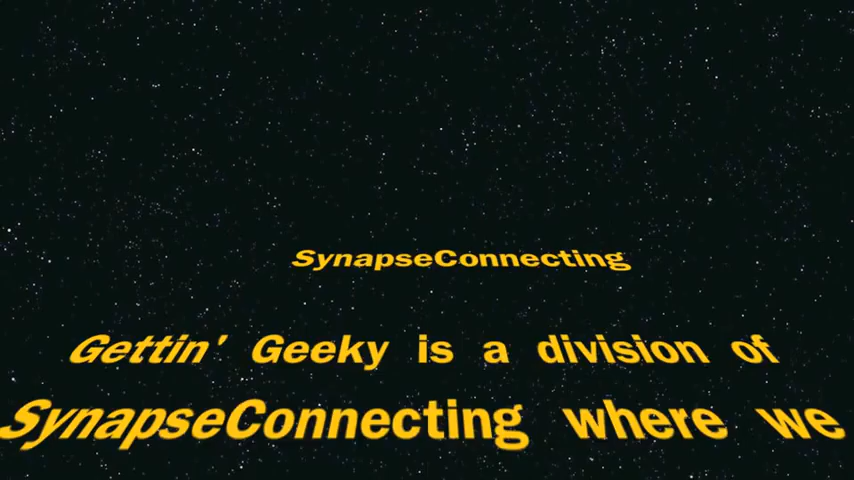 SynapseConnecting
Gettin' Geeky is a division of
SynapseConnecting where we